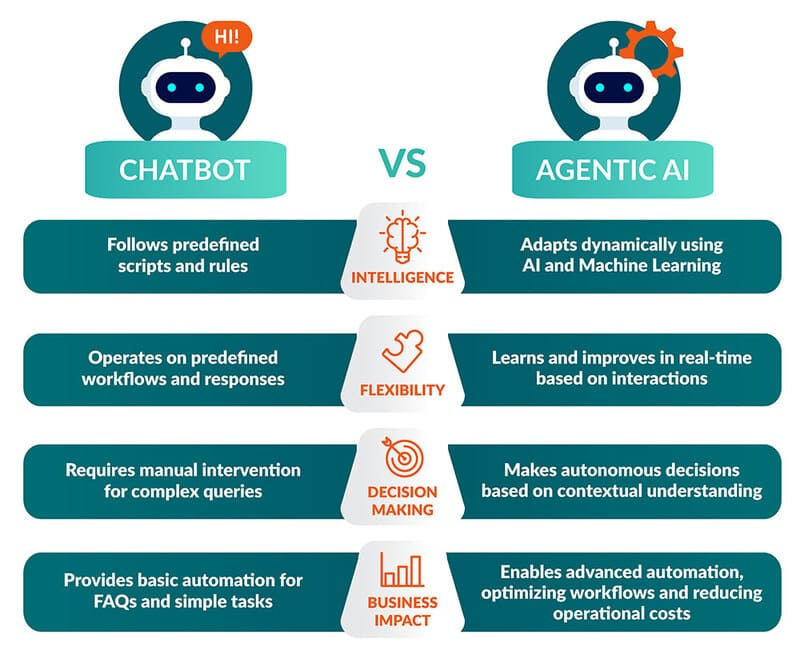 HI!
CHATBOT
VS
AGENTIC AI
Follows predefined
scripts and rules
INTELLIGENCE
Adapts dynamically using
AI and Machine Learning
Operates on predefined
workflows and responses
FLEXIBILITY
Learns and improves in real-time
based on interactions
Requires manual intervention
for complex queries
DECISION
MAKING
Makes autonomous decisions
based on contextual understanding
Provides basic automation for
FAQs and simple tasks
BUSINESS
IMPACT
Enables advanced automation,
optimizing workflows and reducing
operational costs